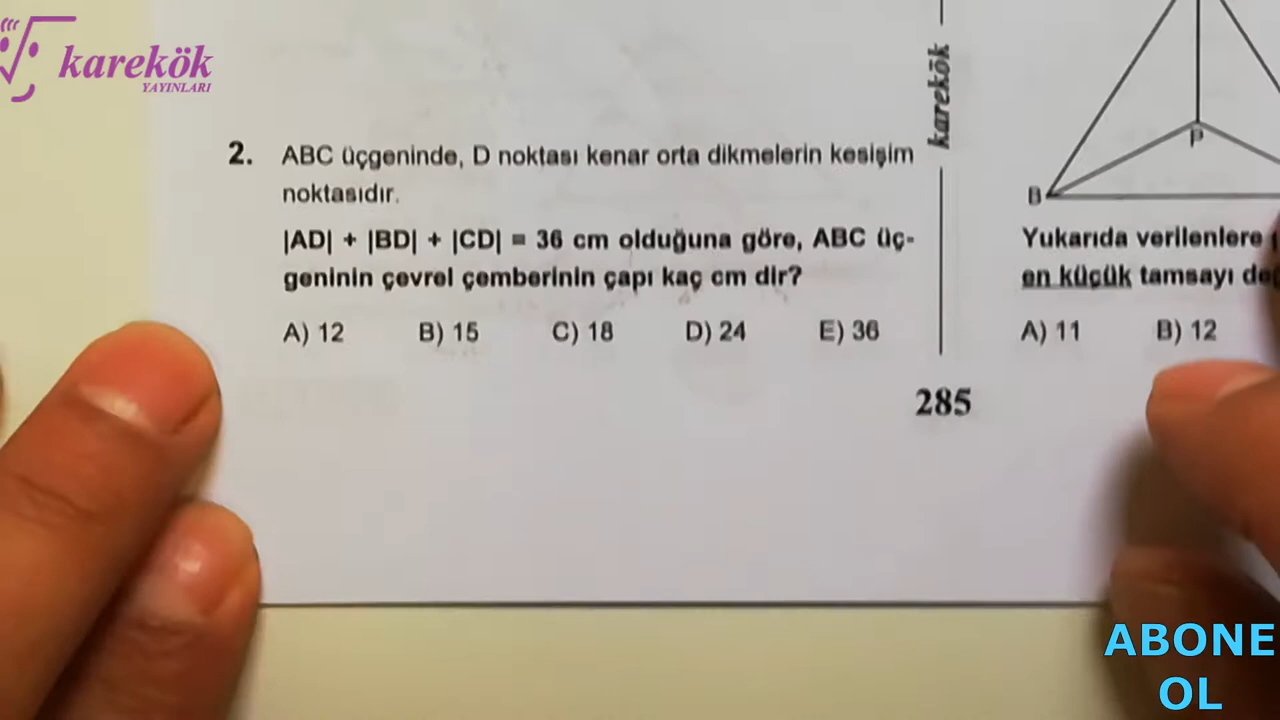 karekök
YAYINLARI
2. ABC üçgeninde, D noktası kenar orta dikmelerin kesişim
noktasıdır.
|AD| + |BD| + |CD| = 36 cm olduğuna göre, ABC üç-
geninin çevrel çemberinin çapı kaç cm dir?
A) 12 B) 15 C) 18 D) 24 E) 36
karekök
285
P
B
Yukarıda verilenlere
en küçük tamsayı
A) 11 B) 12
ABONE
OL